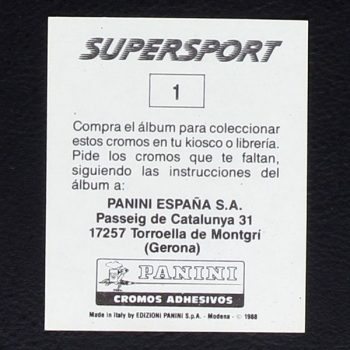 SUPERSPORT
1
Compra el álbum para coleccionar
estos cromos en tu kiosco o librería.
Pide los cromos que te faltan,
siguiendo las instrucciones del
álbum a:
PANINI ESPAÑA S.A.
Passeig de Catalunya 31
17257 Torroella de Montgrí
(Gerona)
PANINI
CROMOS ADHESIVOS
Made in Italy by EDIZIONI PANINI S.p.A. - Modena - © 1988